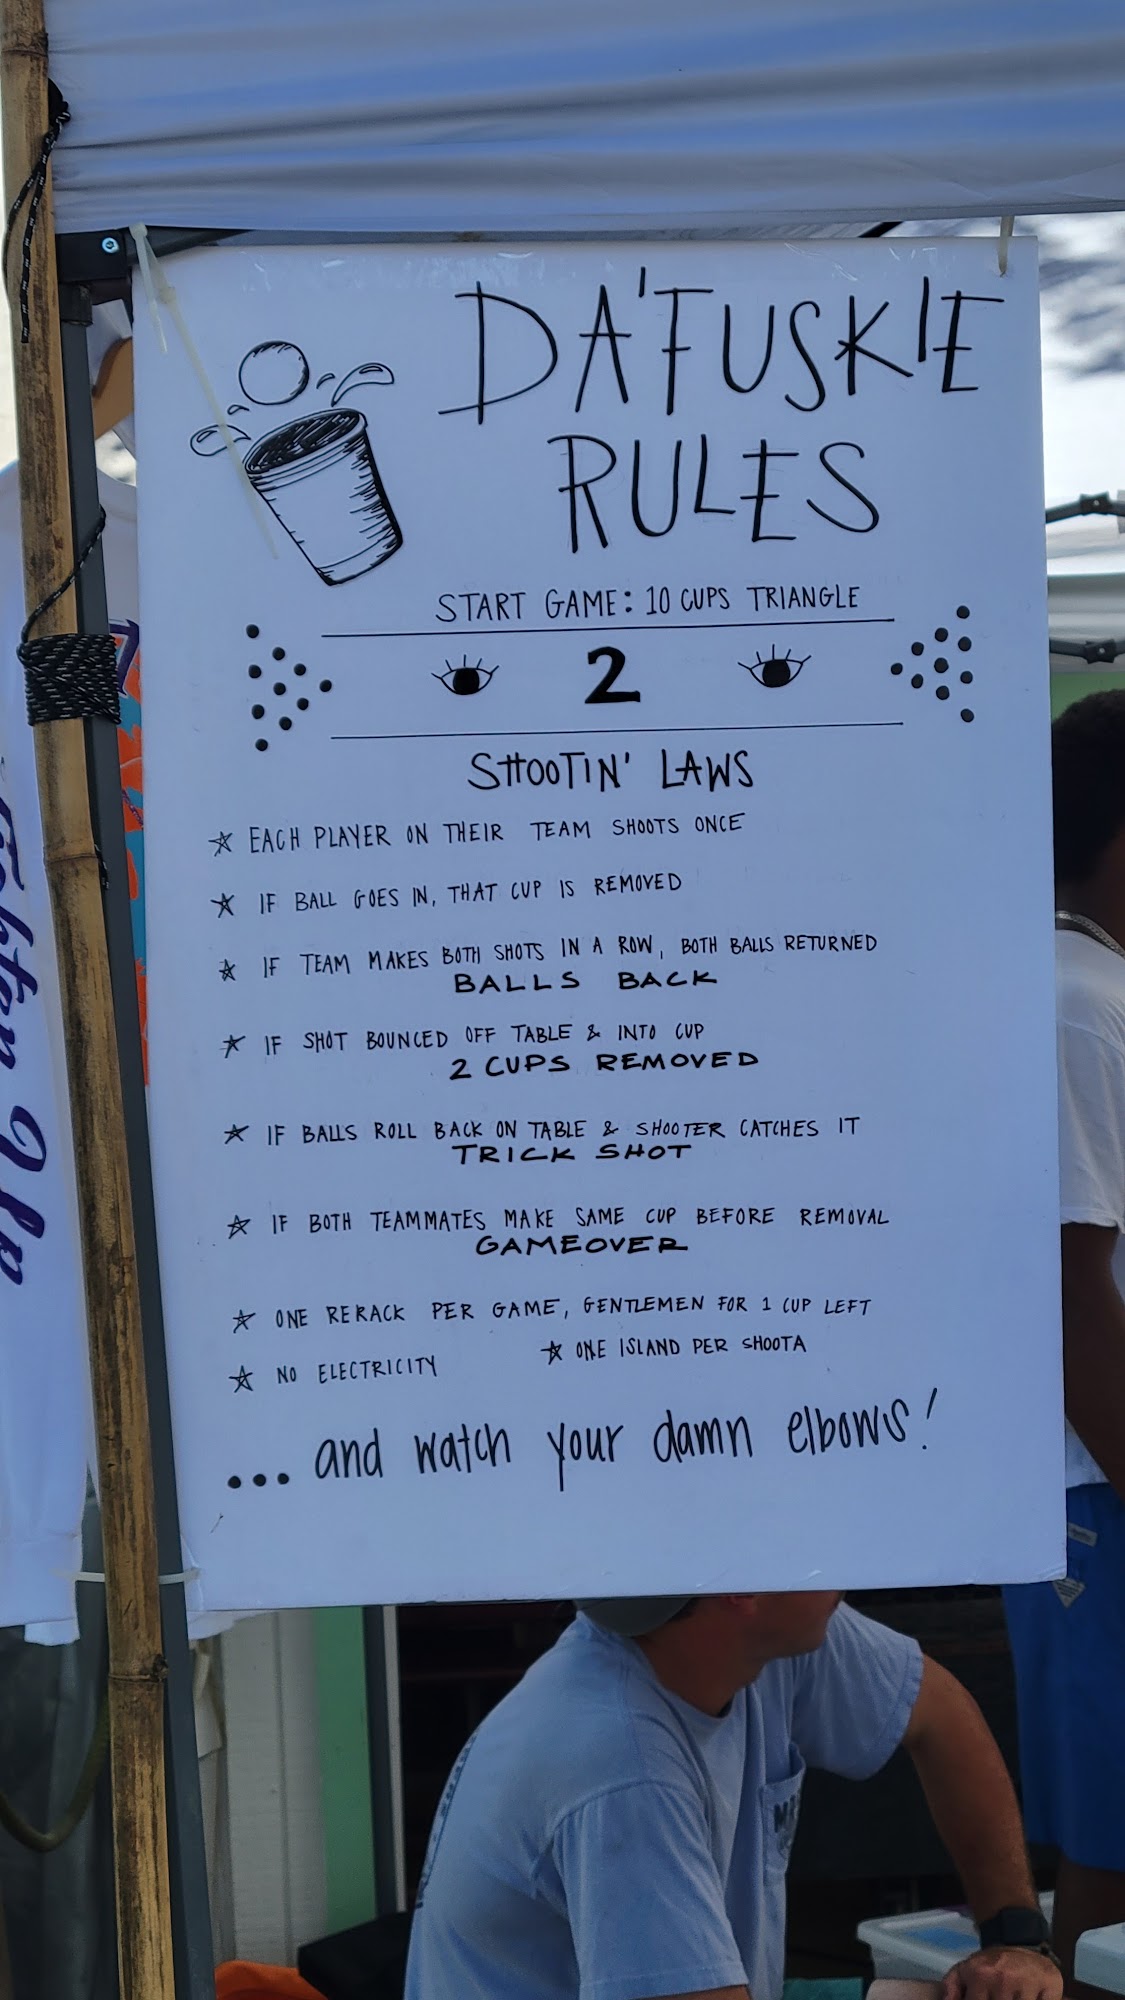 DA'FUSKIE
RULES
START GAME: 10 CUPS TRIANGLE
2
SHOOTIN' LAWS
EACH PLAYER ON THEIR TEAM SHOOTS ONCE
IF BALL GOES IN, THAT CUP IS REMOVED
IF TEAM MAKES BOTH SHOTS IN A ROW, BOTH BALLS RETURNED
BALLS BACK
IF SHOT BOUNCED OFF TABLE & INTO CUP
2 CUPS REMOVED
IF BALLS ROLL BACK ON TABLE & SHOOTER CATCHES IT
TRICK SHOT
IF BOTH TEAMMATES MAKE SAME CUP BEFORE REMOVAL
GAMEOVER
ONE RERACK PER GAME, GENTLEMEN FOR 1 CUP LEFT
NO ELECTRICITY
ONE ISLAND PER SHOOTA
... and watch your damn elbows!